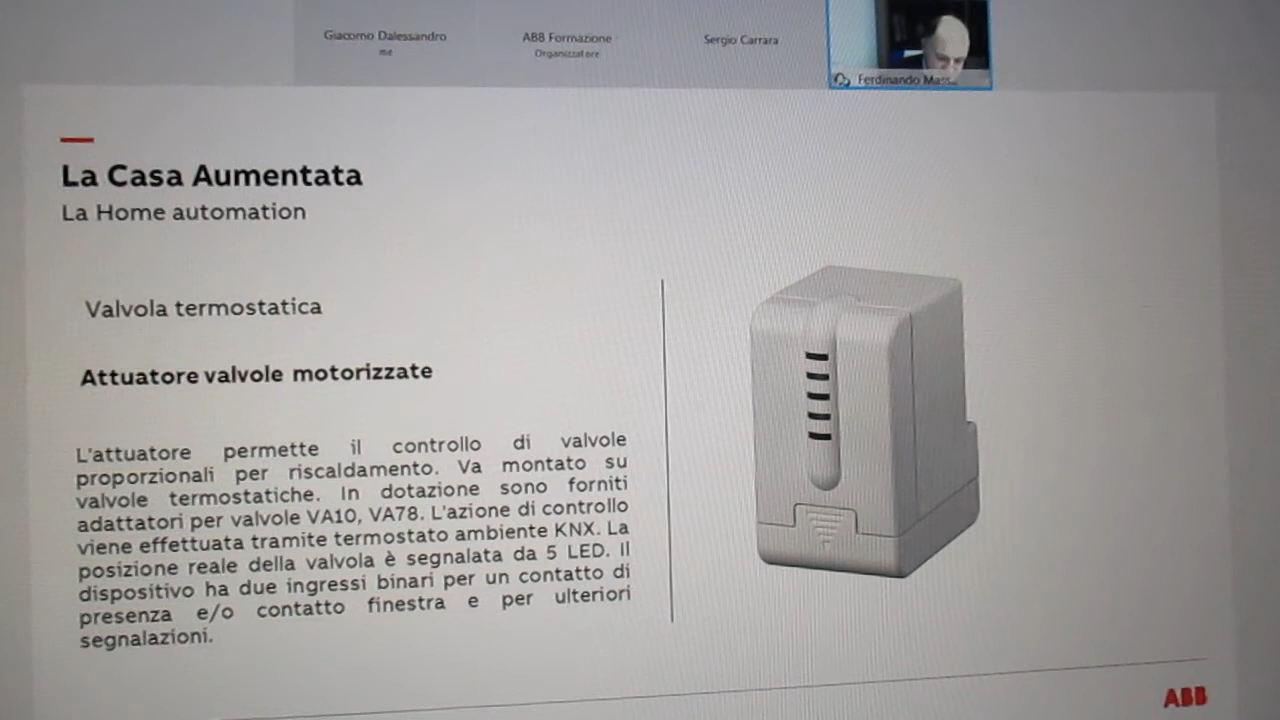 Giacomo Dalessandro
me
ABB Formazione
Organizzatore
Sergio Carrara
Ferdinando Mass...
La Casa Aumentata
La Home automation
Valvola termostatica
Attuatore valvole motorizzate
L'attuatore permette il controllo di valvole
proporzionali per riscaldamento. Va montato su
valvole termostatiche. In dotazione sono forniti
adattatori per valvole VA10, VA78. L'azione di controllo
viene effettuata tramite termostato ambiente KNX. La
posizione reale della valvola è segnalata da 5 LED. Il
dispositivo ha due ingressi binari per un contatto di
presenza e/o contatto finestra e per ulteriori
segnalazioni.
ABB